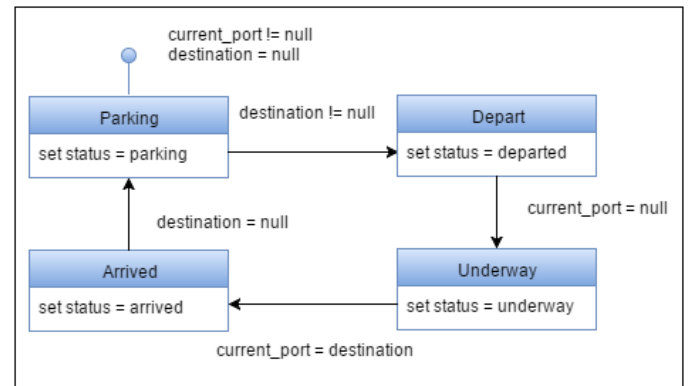 current_port != null
destination = null
Parking
set status = parking
destination != null
Depart
set status = departed
current_port = null
destination = null
Arrived
set status = arrived
Underway
set status = underway
current_port = destination